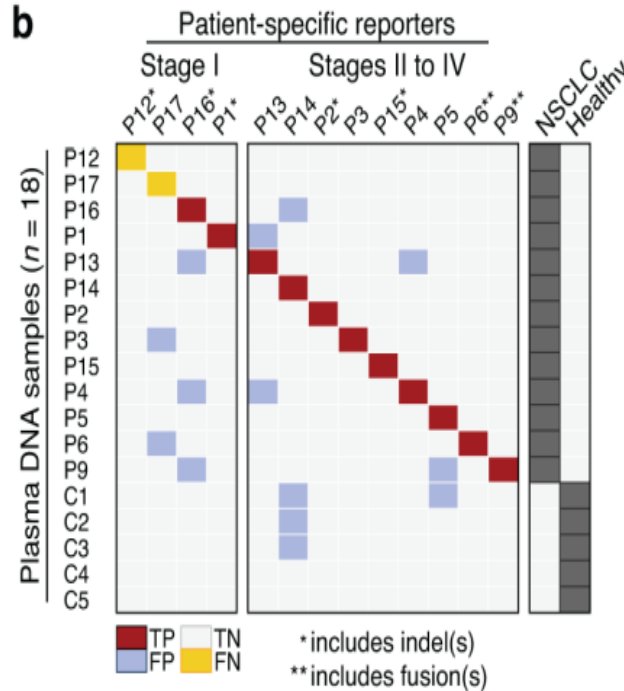 b
Patient-specific reporters
Stage I Stages II to IV
P12* P17 P16* P1* P13 P14 P2* P3 P15* P4 P5 P6** P9** NSCLC Healthy
Plasma DNA samples (n = 18)
P12
P17
P16
P1
P13
P14
P2
P3
P15
P4
P5
P6
P9
C1
C2
C3
C4
C5
TP TN *includes indel(s)
FP FN **includes fusion(s)